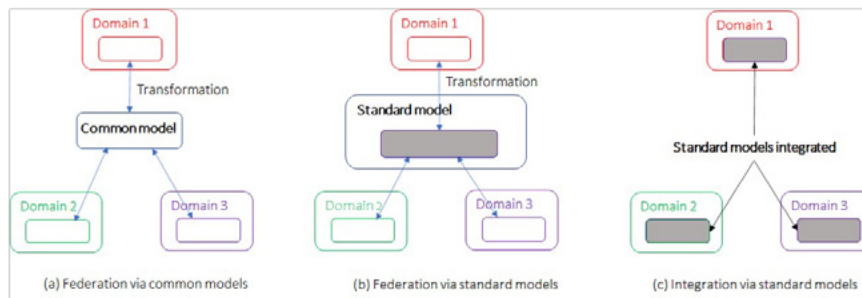 Domain 1
Transformation
Common model
Domain 2
Domain 3
(a) Federation via common models
Domain 1
Transformation
Standard model
Domain 2
Domain 3
(b) Federation via standard models
Domain 1
Standard models integrated
Domain 2
Domain 3
(c) Integration via standard models